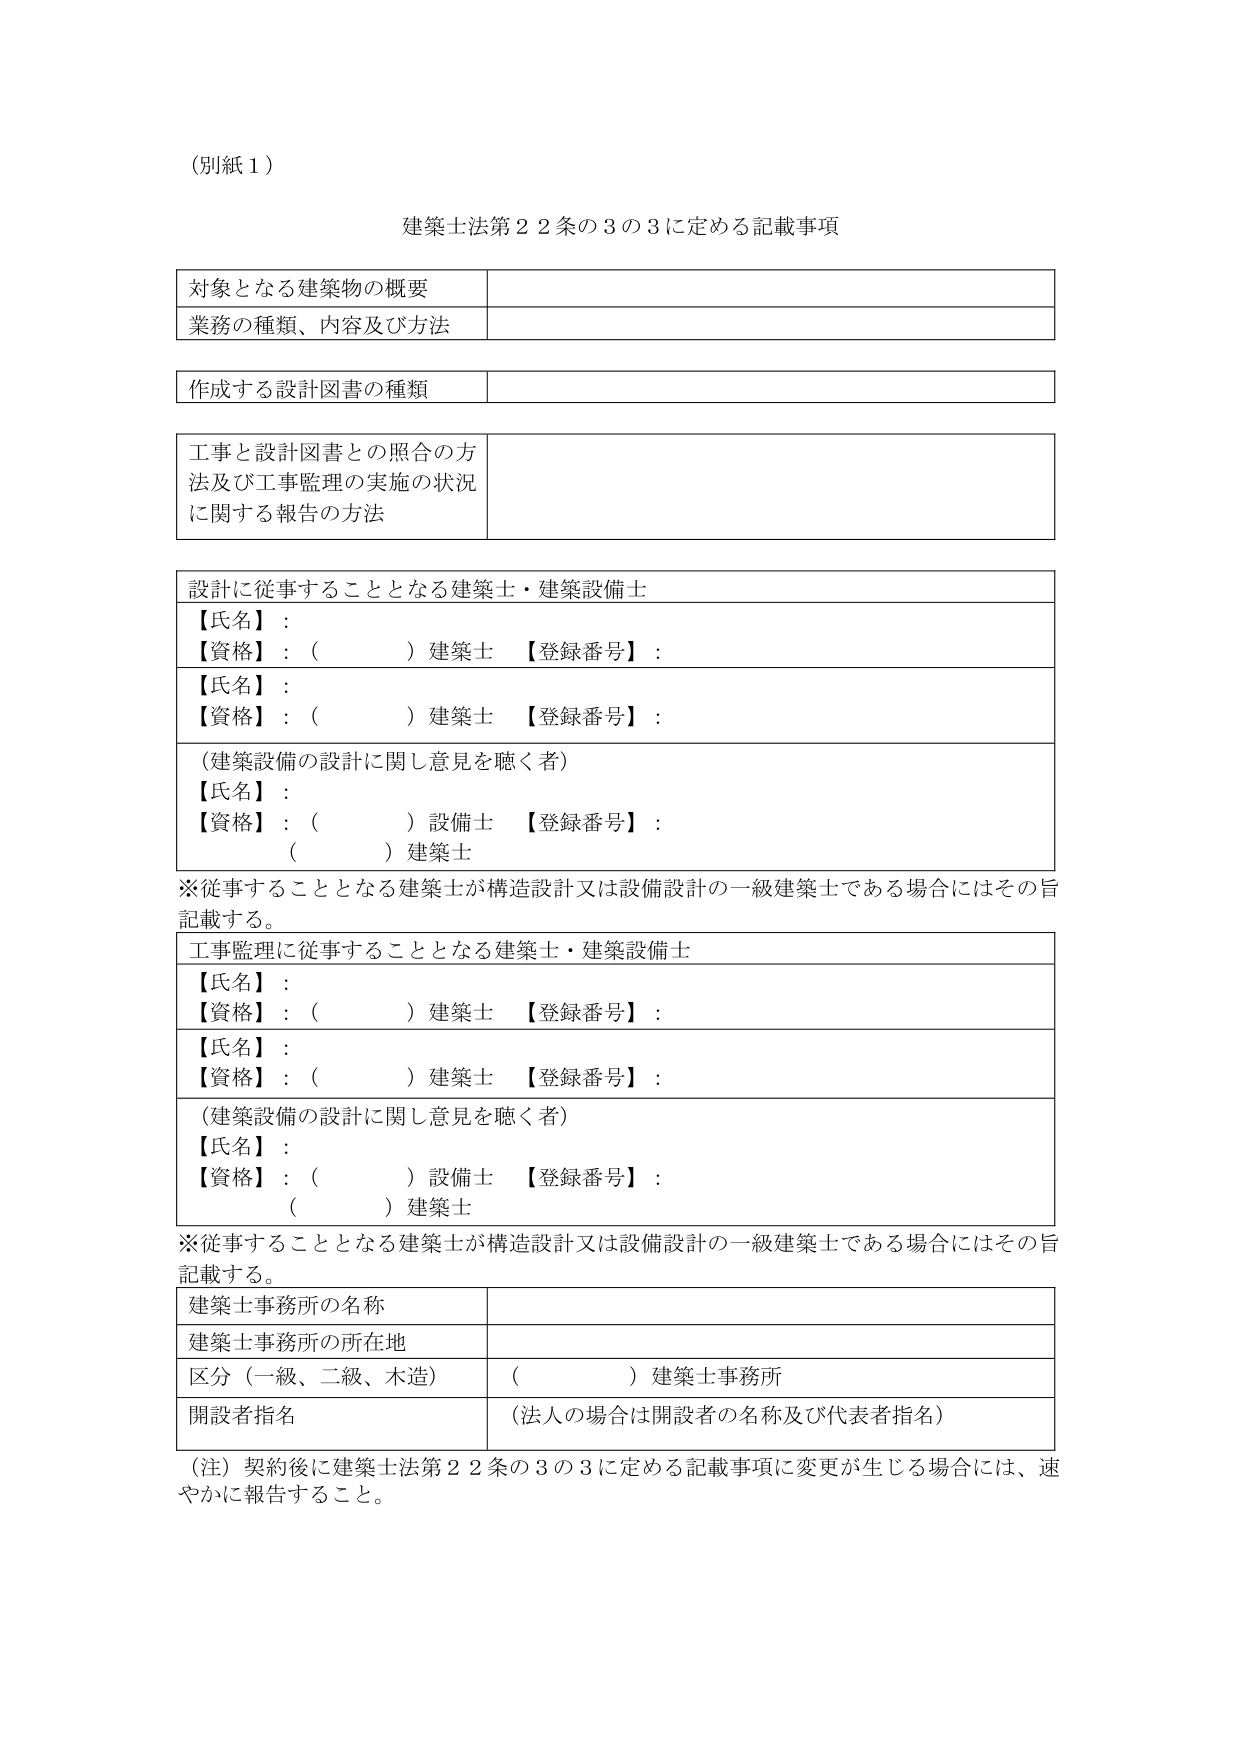 （別紙１）
建築士法第２２条の３の３に定める記載事項
対象となる建築物の概要
業務の種類、内容及び方法
作成する設計図書の種類
工事と設計図書との照合の方
法及び工事監理の実施の状況
に関する報告の方法
設計に従事することとなる建築士・建築設備士
【氏名】：
【資格】：（　　　　）建築士　【登録番号】：
【氏名】：
【資格】：（　　　　）建築士　【登録番号】：
（建築設備の設計に関し意見を聴く者）
【氏名】：
【資格】：（　　　　）設備士　【登録番号】：
（　　　　）建築士
※従事することとなる建築士が構造設計又は設備設計の一級建築士である場合にはその旨
記載する。
工事監理に従事することとなる建築士・建築設備士
【氏名】：
【資格】：（　　　　）建築士　【登録番号】：
【氏名】：
【資格】：（　　　　）建築士　【登録番号】：
（建築設備の設計に関し意見を聴く者）
【氏名】：
【資格】：（　　　　）設備士　【登録番号】：
（　　　　）建築士
※従事することとなる建築士が構造設計又は設備設計の一級建築士である場合にはその旨
記載する。
建築士事務所の名称
建築士事務所の所在地
区分（一級、二級、木造）　（　　　　　）建築士事務所
開設者指名　（法人の場合は開設者の名称及び代表者指名）
（注）契約後に建築士法第２２条の３の３に定める記載事項に変更が生じる場合には、速
やかに報告すること。